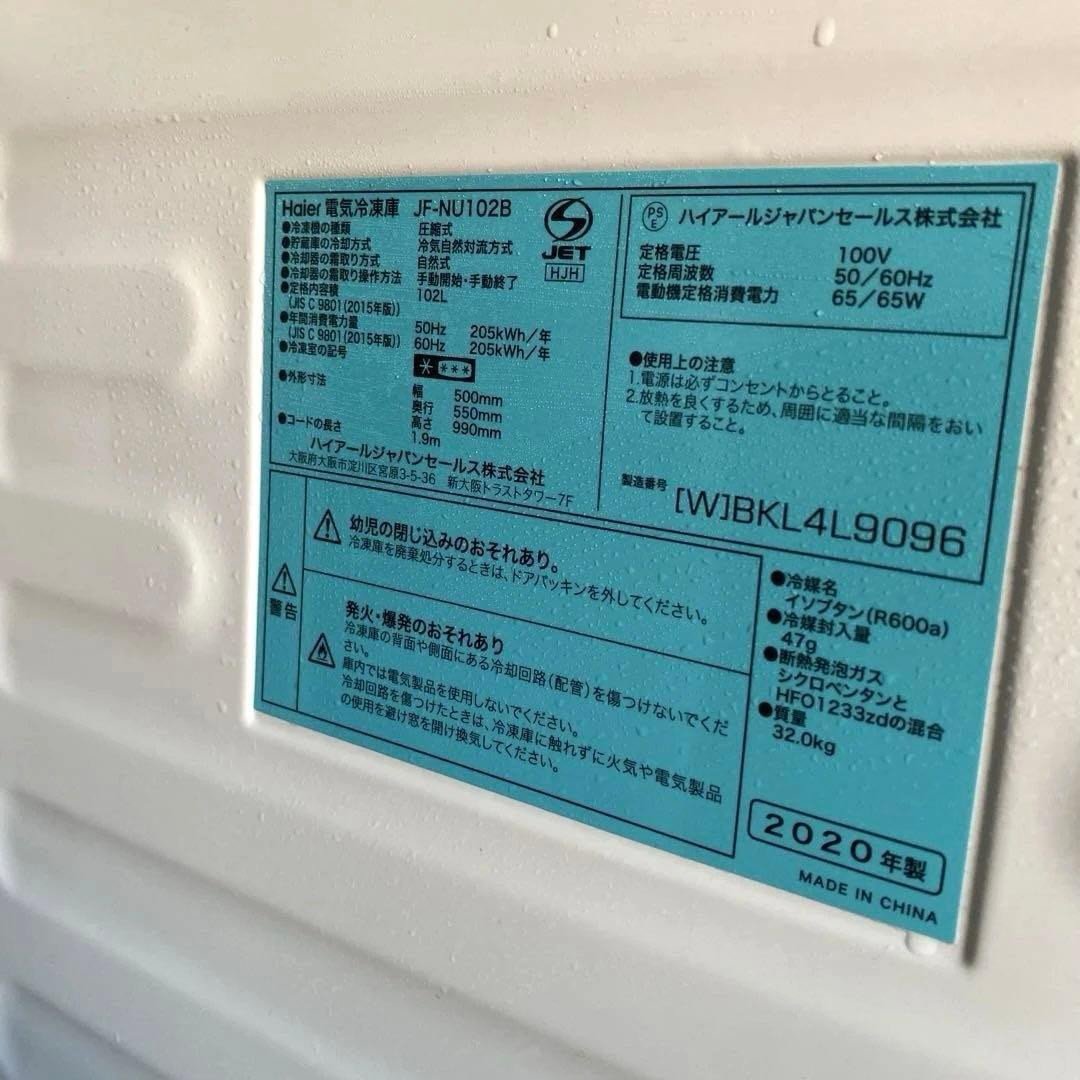 Haier 電気冷凍庫 JF-NU102B
●冷凍機の種類 圧縮式
●貯蔵庫の冷却方式 冷気自然対流方式
●冷却器の霜取り方式 自然式
●冷却器の霜取り操作方法 手動開始・手動終了
●定格内容積 102L
(JIS C 9801(2015年版))
●年間消費電力量 50Hz 205kWh/年
(JIS C 9801(2015年版)) 60Hz 205kWh/年
●冷凍室の記号 * ***
●外形寸法 幅 500mm
奥行 550mm
高さ 990mm
●コードの長さ 1.9m
ハイアールジャパンセールス株式会社
大阪府大阪市淀川区宮原3-5-36 新大阪トラストタワー7F
S
JET
HJH
PSE ハイアールジャパンセールス株式会社
定格電圧 100V
定格周波数 50/60Hz
電動機定格消費電力 65/65W
●使用上の注意
1.電源は必ずコンセントからとること。
2.放熱を良くするため、周囲に適当な間隔をおい
て設置すること。
製造番号 [W]BKL4L9096
警告
幼児の閉じ込みのおそれあり。
冷凍庫を廃棄処分するときは、ドアパッキンを外してください。
発火・爆発のおそれあり
冷凍庫の背面や側面にある冷却回路(配管)を傷つけないでくだ
さい。
庫内では電気製品を使用しないでください。
冷却回路を傷つけたときは、冷凍庫に触れずに火気や電気製品
の使用を避け窓を開け換気してください。
●冷媒名
イソブタン(R600a)
●冷媒封入量
47g
●断熱発泡ガス
シクロペンタンと
HFO1233zdの混合
●質量
32.0kg
2020年製
MADE IN CHINA